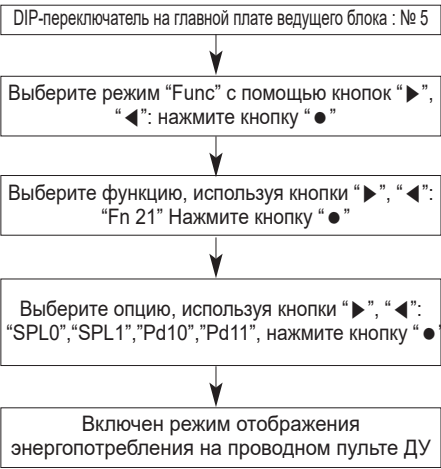 DIP-переключатель на главной плате ведущего блока : № 5
Выберите режим “Func” с помощью кнопок “▶”,
“◀”: нажмите кнопку “●”
Выберите функцию, используя кнопки “▶”, “◀”:
“Fn 21” Нажмите кнопку “●”
Выберите опцию, используя кнопки “▶”, “◀”:
“SPL0”,“SPL1”,”Pd10”,”Pd11”, нажмите кнопку “●”
Включен режим отображения
энергопотребления на проводном пульте ДУ